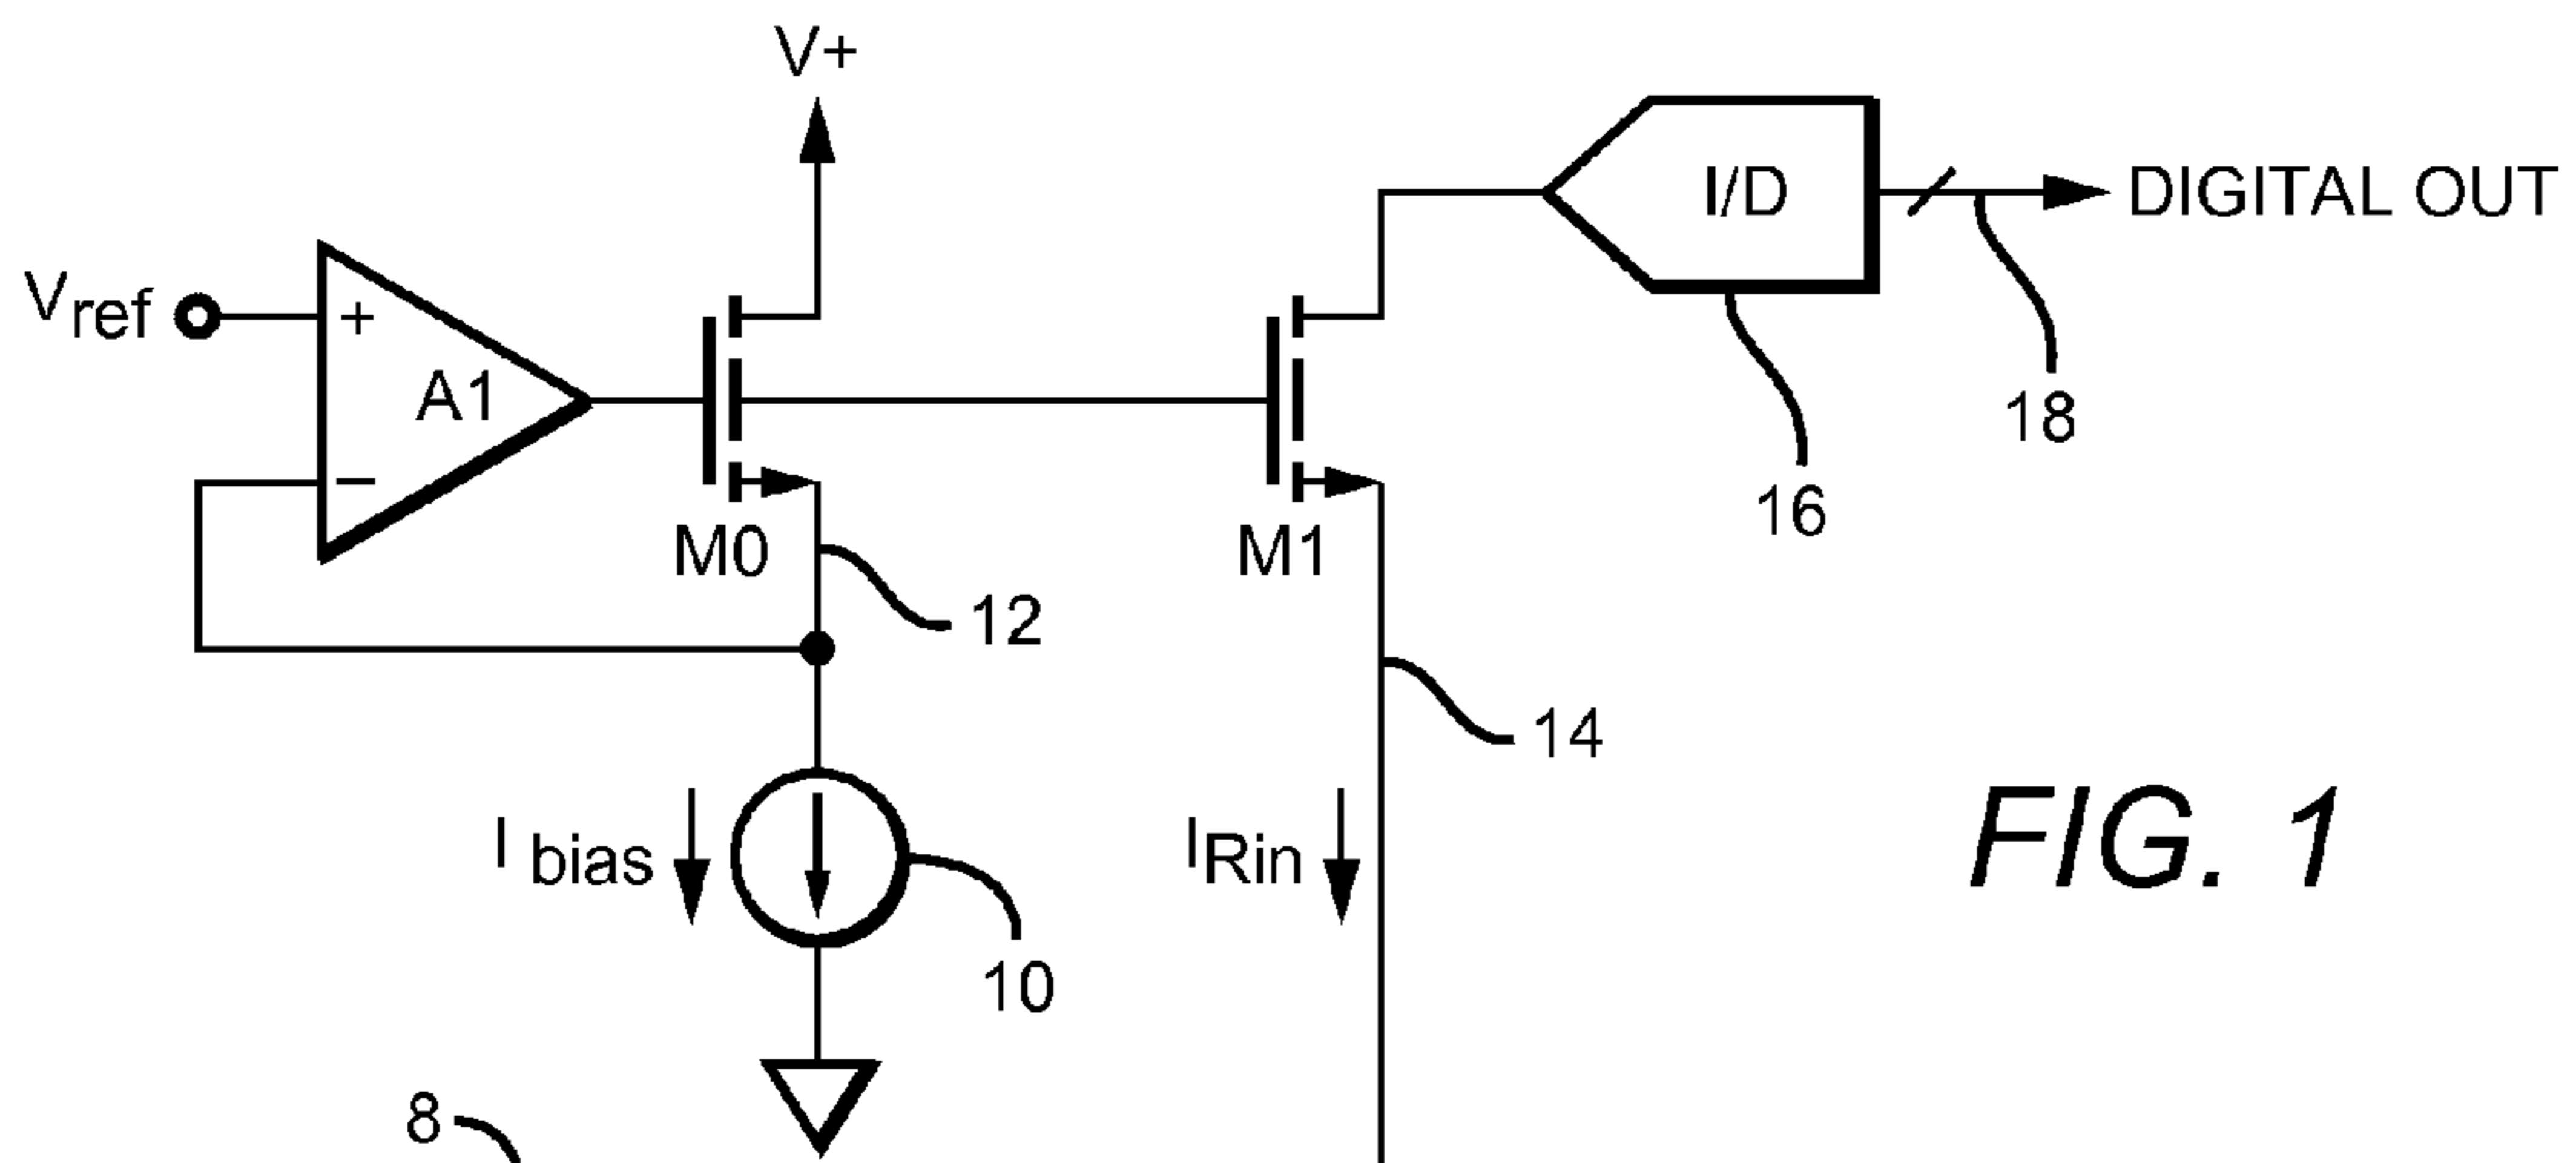 V+
I/D
DIGITAL OUT
Vref
+
A1
−
18
16
M0
M1
12
14
I bias
IRin
10
FIG. 1
8